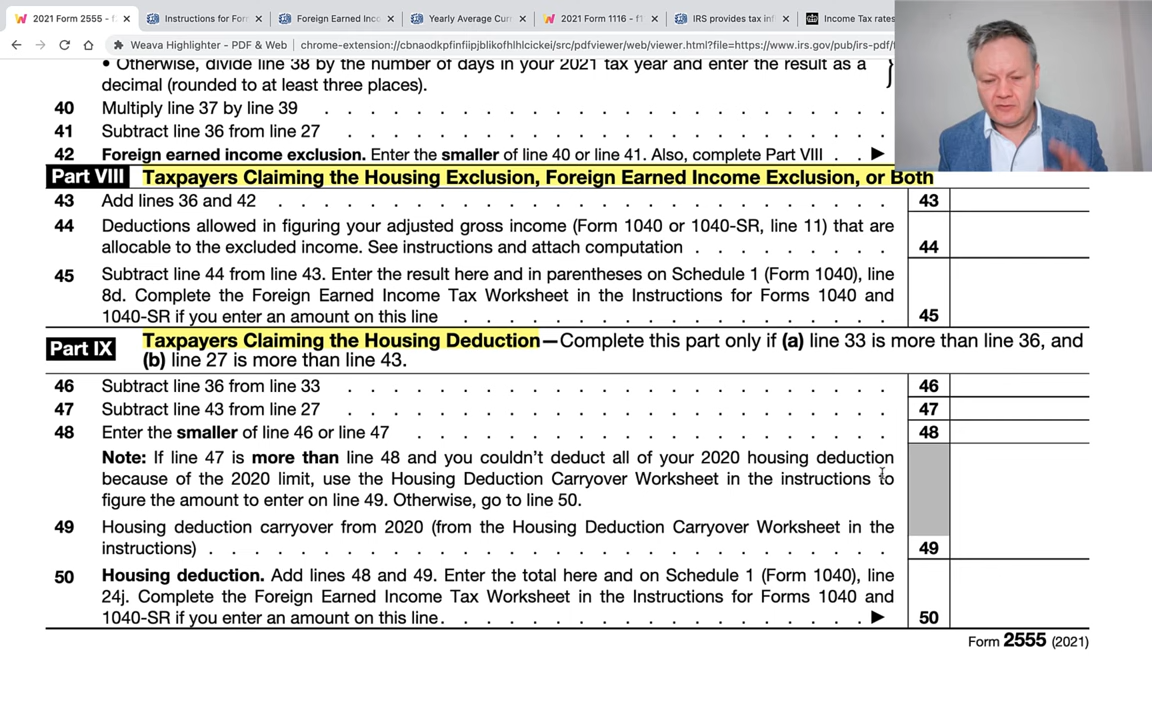 2021 Form 2555 - f2
Instructions for For
Foreign Earned Inc
Yearly Average Cur
2021 Form 1116 - f1
IRS provides tax inf
Income Tax rates
Weava Highlighter - PDF & Web chrome-extension://cbnaodkpfinfiipjblikofhlhlcickei/src/pdfviewer/web/viewer.html?file=https://www.irs.gov/pub/irs-pdf/
• Otherwise, divide line 38 by the number of days in your 2021 tax year and enter the result as a
decimal (rounded to at least three places).
40 Multiply line 37 by line 39
41 Subtract line 36 from line 27
42 Foreign earned income exclusion. Enter the smaller of line 40 or line 41. Also, complete Part VIII
Part VIII Taxpayers Claiming the Housing Exclusion, Foreign Earned Income Exclusion, or Both
43 Add lines 36 and 42 43
44 Deductions allowed in figuring your adjusted gross income (Form 1040 or 1040-SR, line 11) that are
allocable to the excluded income. See instructions and attach computation 44
45 Subtract line 44 from line 43. Enter the result here and in parentheses on Schedule 1 (Form 1040), line
8d. Complete the Foreign Earned Income Tax Worksheet in the Instructions for Forms 1040 and
1040-SR if you enter an amount on this line 45
Part IX Taxpayers Claiming the Housing Deduction—Complete this part only if (a) line 33 is more than line 36, and
(b) line 27 is more than line 43.
46 Subtract line 36 from line 33 46
47 Subtract line 43 from line 27 47
48 Enter the smaller of line 46 or line 47 48
Note: If line 47 is more than line 48 and you couldn't deduct all of your 2020 housing deduction
because of the 2020 limit, use the Housing Deduction Carryover Worksheet in the instructions to
figure the amount to enter on line 49. Otherwise, go to line 50.
49 Housing deduction carryover from 2020 (from the Housing Deduction Carryover Worksheet in the
instructions) 49
50 Housing deduction. Add lines 48 and 49. Enter the total here and on Schedule 1 (Form 1040), line
24j. Complete the Foreign Earned Income Tax Worksheet in the Instructions for Forms 1040 and
1040-SR if you enter an amount on this line. 50
Form 2555 (2021)